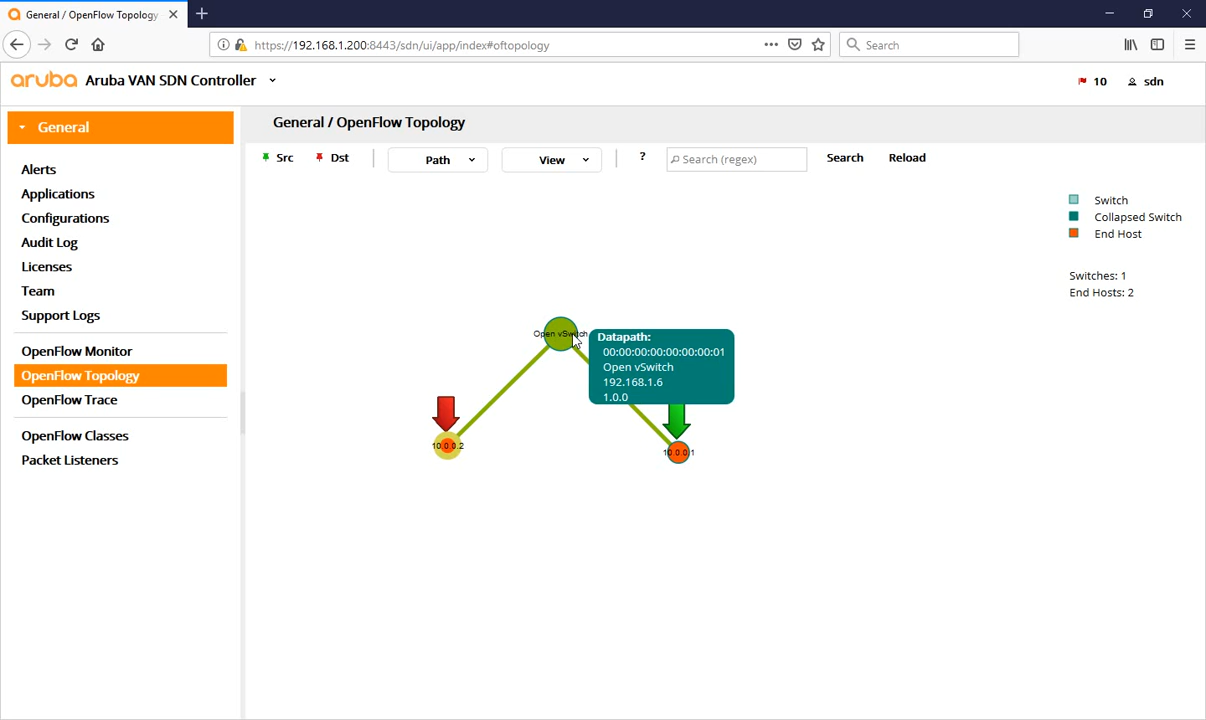 General / OpenFlow Topology
https://192.168.1.200:8443/sdn/ui/app/index#oftopology
Search
aruba Aruba VAN SDN Controller
10
sdn
General
General / OpenFlow Topology
Src
Dst
Path
View
?
Search (regex)
Search
Reload
Alerts
Applications
Configurations
Audit Log
Licenses
Team
Support Logs
OpenFlow Monitor
OpenFlow Topology
OpenFlow Trace
OpenFlow Classes
Packet Listeners
Switch
Collapsed Switch
End Host
Switches: 1
End Hosts: 2
Open vSwitch
Datapath:
00:00:00:00:00:00:00:01
Open vSwitch
192.168.1.6
1.0.0
10.0.0.2
10.0.0.1